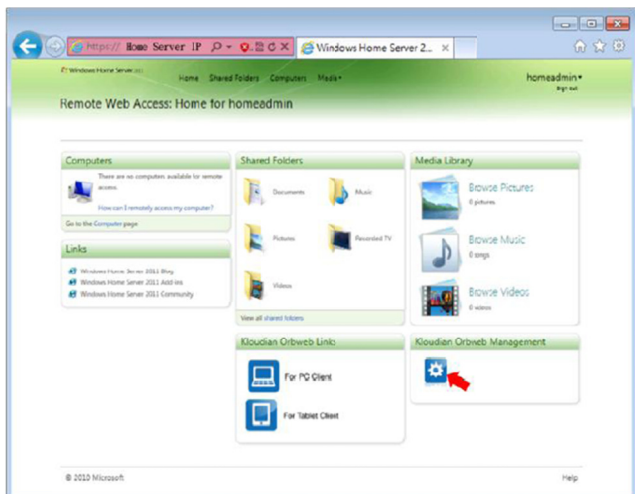 https:// Home Server IP
Windows Home Server 2...
Windows Home Server 2011
Home Shared Folders Computers Media
homeadmin
Sign out
Remote Web Access: Home for homeadmin
Computers
There are no computers available for remote access.
How can I remotely access my computer?
Go to the Computer page
Links
Windows Home Server 2011 Blog
Windows Home Server 2011 Add-ins
Windows Home Server 2011 Community
Shared Folders
Documents
Music
Pictures
Recorded TV
Videos
View all shared folders
Media Library
Browse Pictures
0 pictures
Browse Music
0 songs
Browse Videos
0 videos
Kloudian Orbweb Links
For PC Client
For Tablet Client
Kloudian Orbweb Management
© 2010 Microsoft
Help